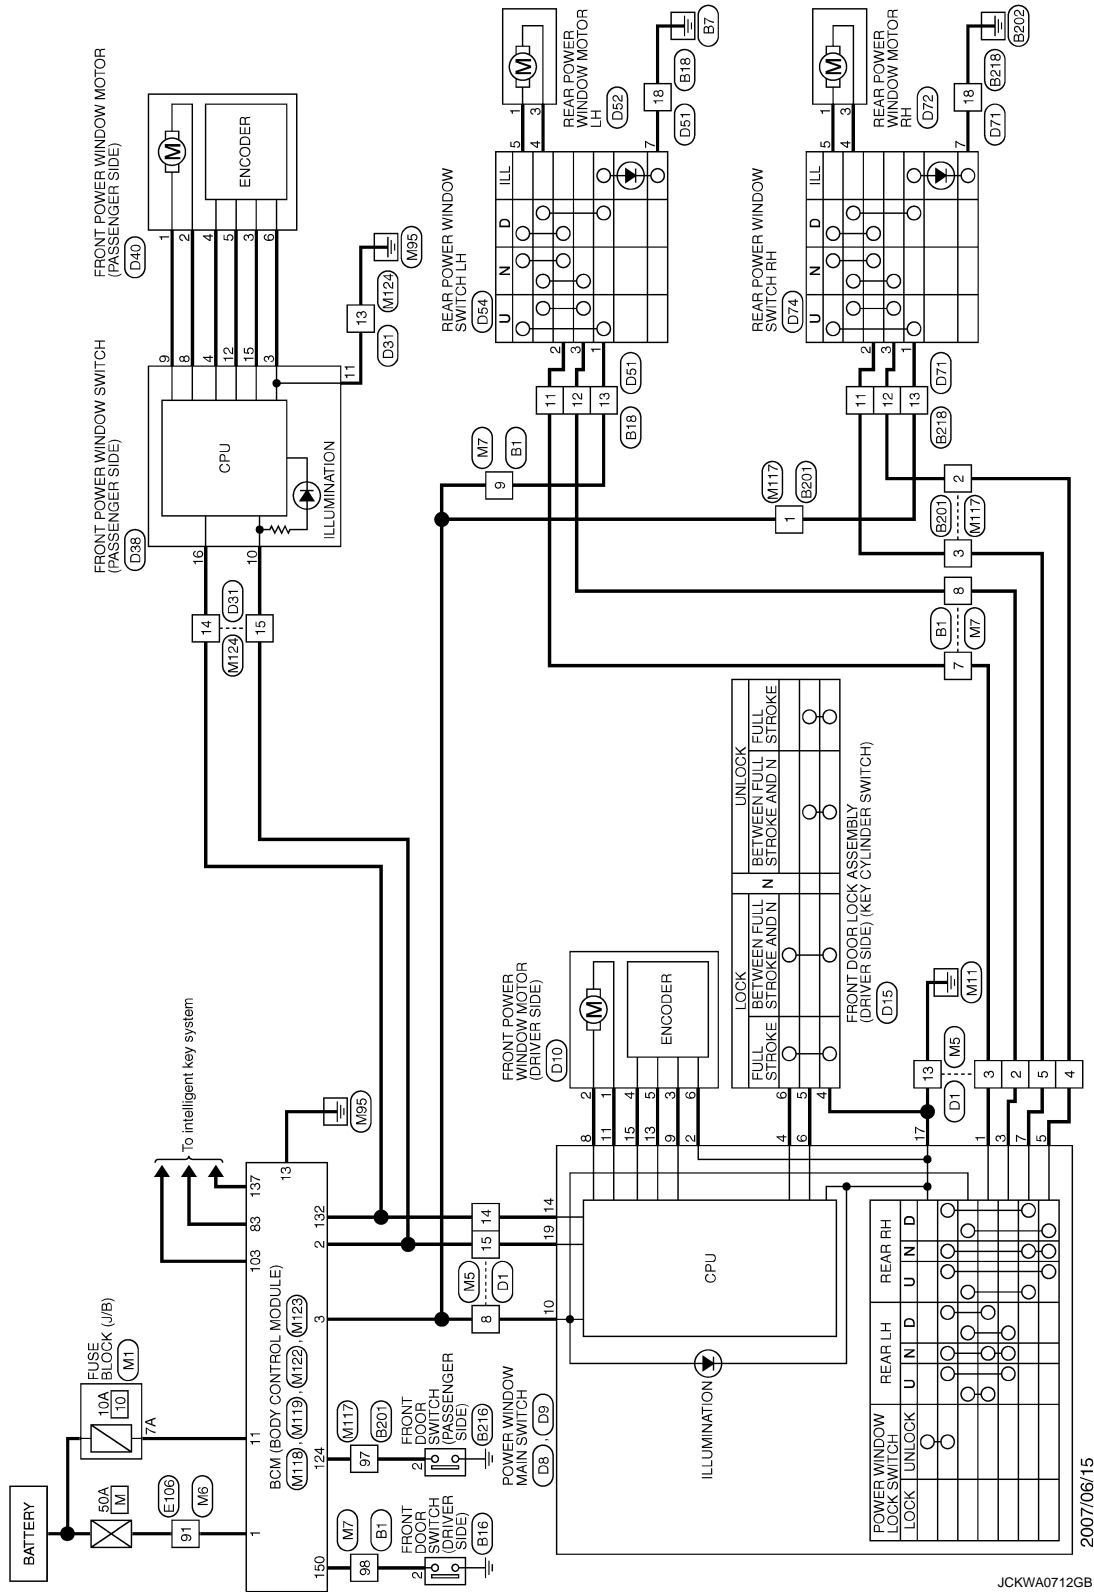 BATTERY
50A
M
91
E106
M6
FUSE
BLOCK (J/B)
M1
10A
10
7A
To intelligent key system
1
11
103
83
137
13
M95
BCM (BODY CONTROL MODULE)
M118, M119, M122, M123
150
124
3
2
132
M7
B1
98
2
FRONT
DOOR
SWITCH
(DRIVER
SIDE)
B16
M117
B201
97
2
FRONT
DOOR
SWITCH
(PASSENGER
SIDE)
B216
M5
D1
8
15
14
POWER WINDOW
MAIN SWITCH
D8, D9
10
19
14
CPU
ILLUMINATION
POWER WINDOW
LOCK SWITCH
LOCK
UNLOCK
REAR LH
U
N
D
REAR RH
U
N
D
8
11
15
13
9
2
4
6
17
1
3
7
5
FRONT POWER
WINDOW MOTOR
(DRIVER SIDE)
D10
2
1
4
5
3
6
M
ENCODER
6
5
4
LOCK
FULL
STROKE
BETWEEN FULL
STROKE AND N
N
UNLOCK
BETWEEN FULL
STROKE AND N
FULL
STROKE
FRONT DOOR LOCK ASSEMBLY
(DRIVER SIDE) (KEY CYLINDER SWITCH)
D15
D1
M5
13
M11
3
2
5
4
FRONT POWER WINDOW SWITCH
(PASSENGER SIDE)
D38
M124
D31
14
15
16
10
CPU
ILLUMINATION
9
8
4
12
15
3
11
D31
M124
13
M95
FRONT POWER WINDOW MOTOR
(PASSENGER SIDE)
D40
1
2
4
5
3
6
M
ENCODER
M7
B1
9
M117
B201
1
B1
M7
7
8
B201
M117
3
2
B18
D51
11
12
13
2
3
1
REAR POWER WINDOW
SWITCH LH
D54
U
N
D
ILL
5
4
7
1
3
M
REAR POWER
WINDOW MOTOR
LH
D52
D51
B18
18
B7
B218
D71
11
12
13
2
3
1
REAR POWER WINDOW
SWITCH RH
D74
U
N
D
ILL
5
4
7
1
3
M
REAR POWER
WINDOW MOTOR
RH
D72
D71
B218
18
B202
2007/06/15
JCKWA0712GB